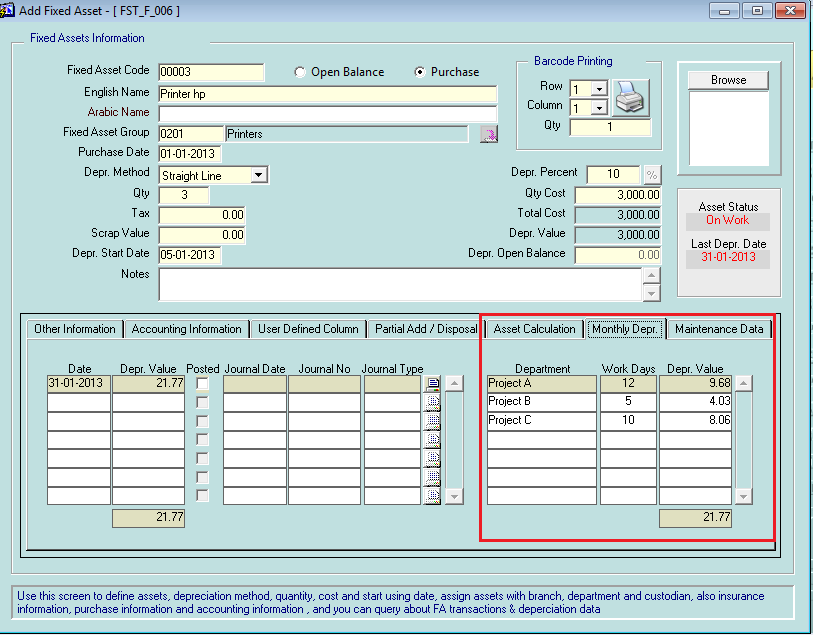 Add Fixed Asset - [ FST_F_006 ]
Fixed Assets Information
Fixed Asset Code 00003 Open Balance Purchase
English Name Printer hp
Arabic Name
Fixed Asset Group 0201 Printers
Purchase Date 01-01-2013
Depr. Method Straight Line Depr. Percent 10 %
Qty 3 Qty Cost 3,000.00
Tax 0.00 Total Cost 3,000.00
Scrap Value 0.00 Depr. Value 3,000.00
Depr. Start Date 05-01-2013 Depr. Open Balance 0.00
Notes
Barcode Printing
Row 1
Column 1
Qty 1
Browse
Asset Status
On Work
Last Depr. Date
31-01-2013
Other Information Accounting Information User Defined Column Partial Add / Disposal Asset Calculation Monthly Depr. Maintenance Data
Date Depr. Value Posted Journal Date Journal No Journal Type
31-01-2013 21.77
21.77
Department Work Days Depr. Value
Project A 12 9.68
Project B 5 4.03
Project C 10 8.06
21.77
Use this screen to define assets, depreciation method, quantity, cost and start using date, assign assets with branch, department and custodian, also insurance
information, purchase information and accounting information , and you can query about FA transactions & deperciation data